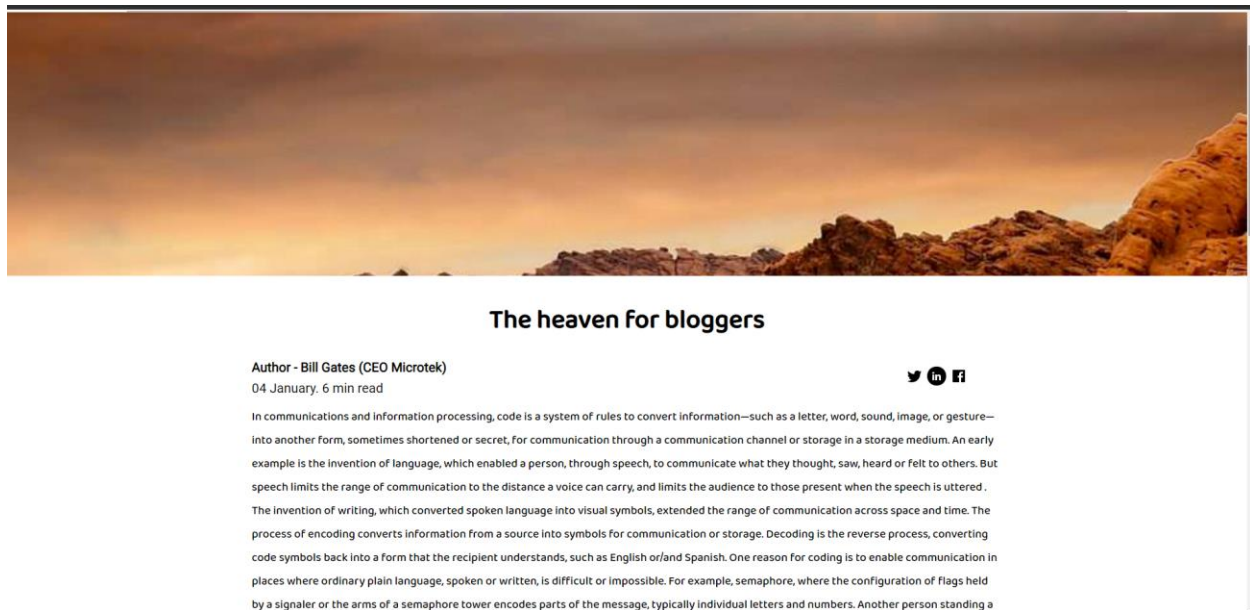 The heaven for bloggers
Author - Bill Gates (CEO Microtek)
04 January. 6 min read
in
In communications and information processing, code is a system of rules to convert information—such as a letter, word, sound, image, or gesture—
into another form, sometimes shortened or secret, for communication through a communication channel or storage in a storage medium. An early
example is the invention of language, which enabled a person, through speech, to communicate what they thought, saw, heard or felt to others. But
speech limits the range of communication to the distance a voice can carry, and limits the audience to those present when the speech is uttered .
The invention of writing, which converted spoken language into visual symbols, extended the range of communication across space and time. The
process of encoding converts information from a source into symbols for communication or storage. Decoding is the reverse process, converting
code symbols back into a form that the recipient understands, such as English or/and Spanish. One reason for coding is to enable communication in
places where ordinary plain language, spoken or written, is difficult or impossible. For example, semaphore, where the configuration of flags held
by a signaler or the arms of a semaphore tower encodes parts of the message, typically individual letters and numbers. Another person standing a